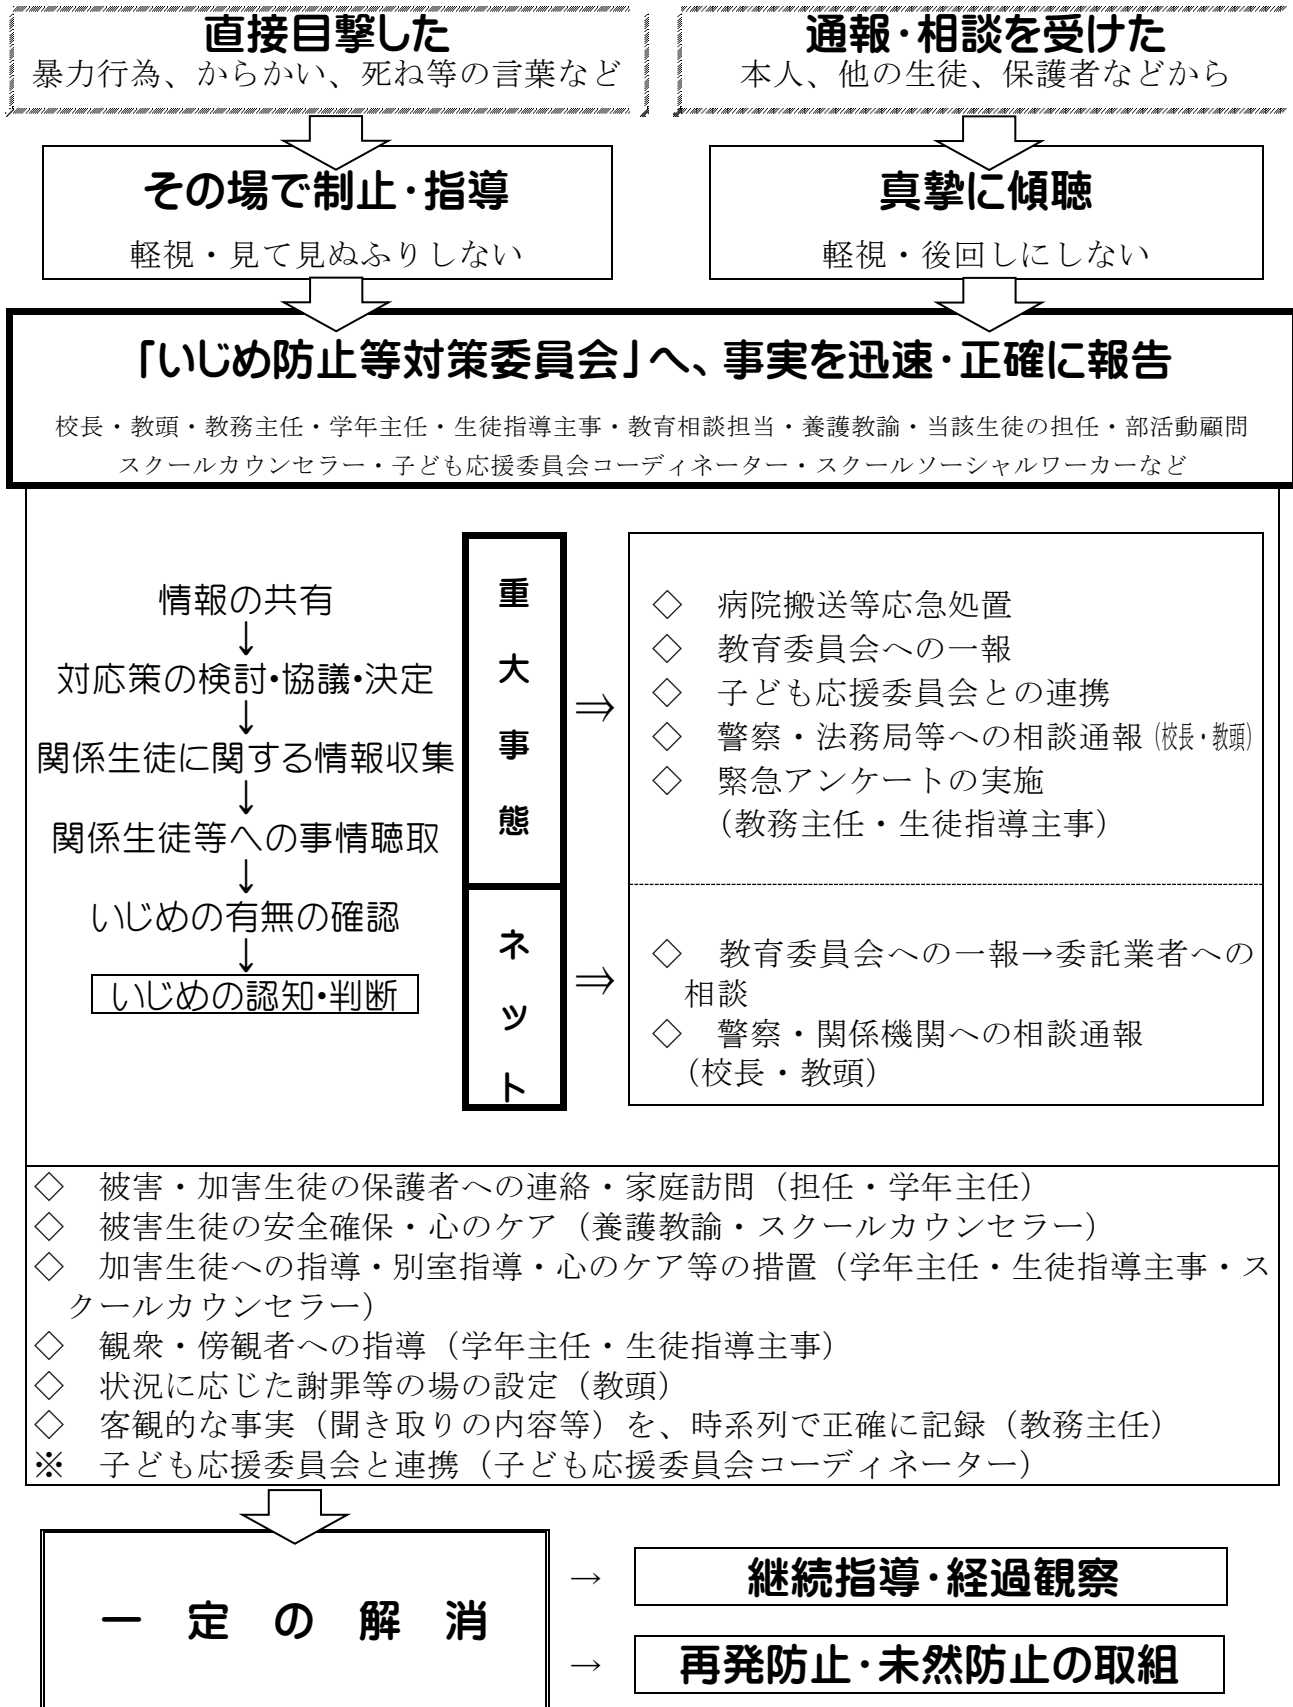 直接目撃した
暴力行為、からかい、死ね等の言葉など
通報・相談を受けた
本人、他の生徒、保護者などから
その場で制止・指導
軽視・見て見ぬふりしない
真摯に傾聴
軽視・後回しにしない
「いじめ防止等対策委員会」へ、事実を迅速・正確に報告
校長・教頭・教務主任・学年主任・生徒指導主事・教育相談担当・養護教諭・当該生徒の担任・部活動顧問
スクールカウンセラー・子ども応援委員会コーディネーター・スクールソーシャルワーカーなど
情報の共有
↓
対応策の検討・協議・決定
↓
関係生徒に関する情報収集
↓
関係生徒等への事情聴取
↓
いじめの有無の確認
↓
いじめの認知・判断
重大事態
⇒
◇ 病院搬送等応急処置
◇ 教育委員会への一報
◇ 子ども応援委員会との連携
◇ 警察・法務局等への相談通報(校長・教頭)
◇ 緊急アンケートの実施
(教務主任・生徒指導主事)
ネット
⇒
◇ 教育委員会への一報→委託業者への
相談
◇ 警察・関係機関への相談通報
(校長・教頭)
◇ 被害・加害生徒の保護者への連絡・家庭訪問(担任・学年主任)
◇ 被害生徒の安全確保・心のケア(養護教諭・スクールカウンセラー)
◇ 加害生徒への指導・別室指導・心のケア等の措置(学年主任・生徒指導主事・ス
クールカウンセラー)
◇ 観衆・傍観者への指導(学年主任・生徒指導主事)
◇ 状況に応じた謝罪等の場の設定(教頭)
◇ 客観的な事実(聞き取りの内容等)を、時系列で正確に記録(教務主任)
※ 子ども応援委員会と連携(子ども応援委員会コーディネーター)
一定の解消
→ 継続指導・経過観察
→ 再発防止・未然防止の取組